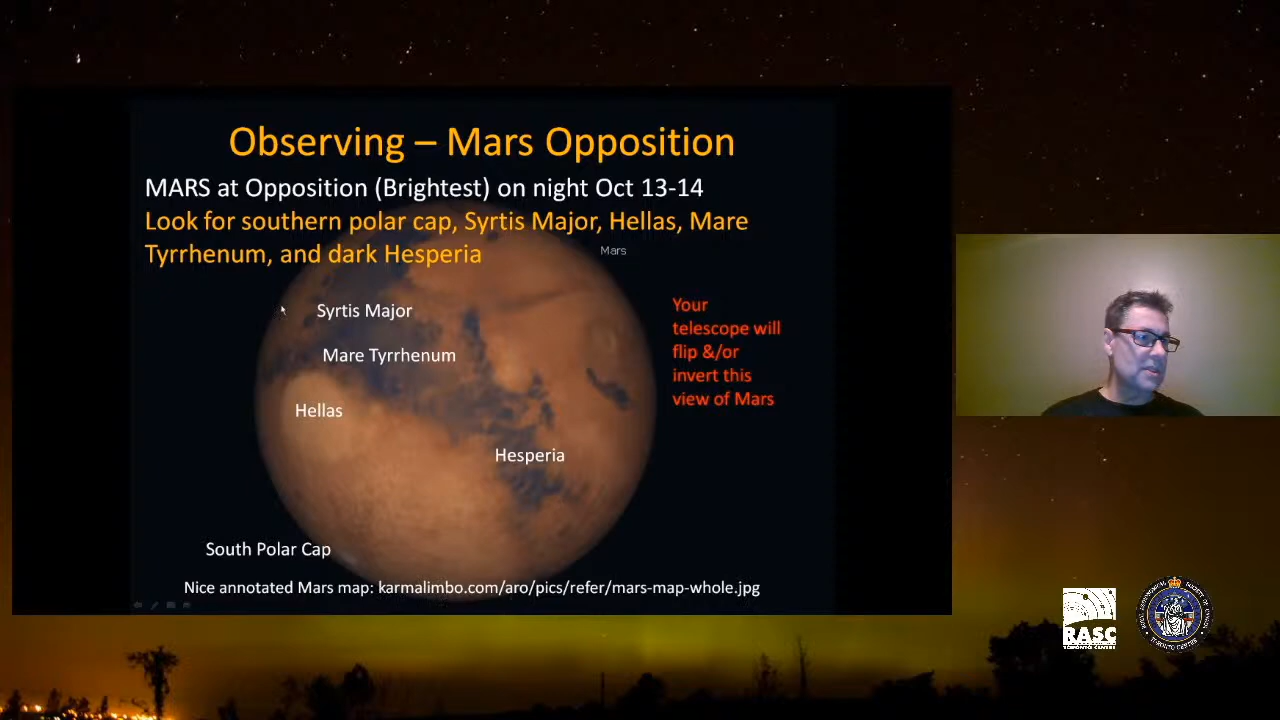 Observing – Mars Opposition
MARS at Opposition (Brightest) on night Oct 13-14
Look for southern polar cap, Syrtis Major, Hellas, Mare
Tyrrhenum, and dark Hesperia
Mars
Syrtis Major
Mare Tyrrhenum
Hellas
Hesperia
South Polar Cap
Your
telescope will
flip &/or
invert this
view of Mars
Nice annotated Mars map: karmalimbo.com/aro/pics/refer/mars-map-whole.jpg
RASC
TORONTO CENTRE